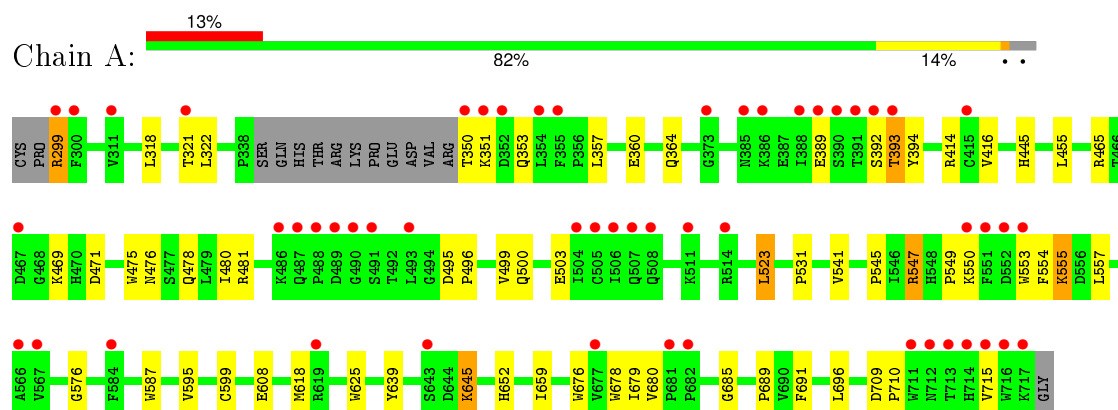 13%
Chain A:
82% 14% • •
CYS PRO R299 F300 V311 L318 T321 L322 P338 SER GLN HIS THR ARG LYS PRO GLU ASP VAL ARG T350 K351 D352 Q353 L354 F355 P356 L357 E360 Q364 G373 N385 K386 E387 I388 E389 S390 T391 S392 T393 Y394 R414 C415 V416 H445 L455 R465 T466
D467 G468 K469 H470 D471 W475 N476 S477 Q478 L479 I480 R481 K486 Q487 P488 D489 Q490 S491 T492 L493 G494 D495 P496 V499 Q500 E503 I504 C505 I506 Q507 Q508 K511 R514 L523 P531 V541 P545 I546 R547 H548 P549 K550 F551 D552 W553 F554 K555 D556 L557
A566 V567 G576 F584 W587 V595 C599 E608 M618 R619 W625 Y639 S643 D644 K645 H652 I659 W676 V677 W678 I679 V680 P681 P682 G685 P689 V690 F691 L696 D709 P710 W711 N712 T713 H714 V715 W716 K717 GLY